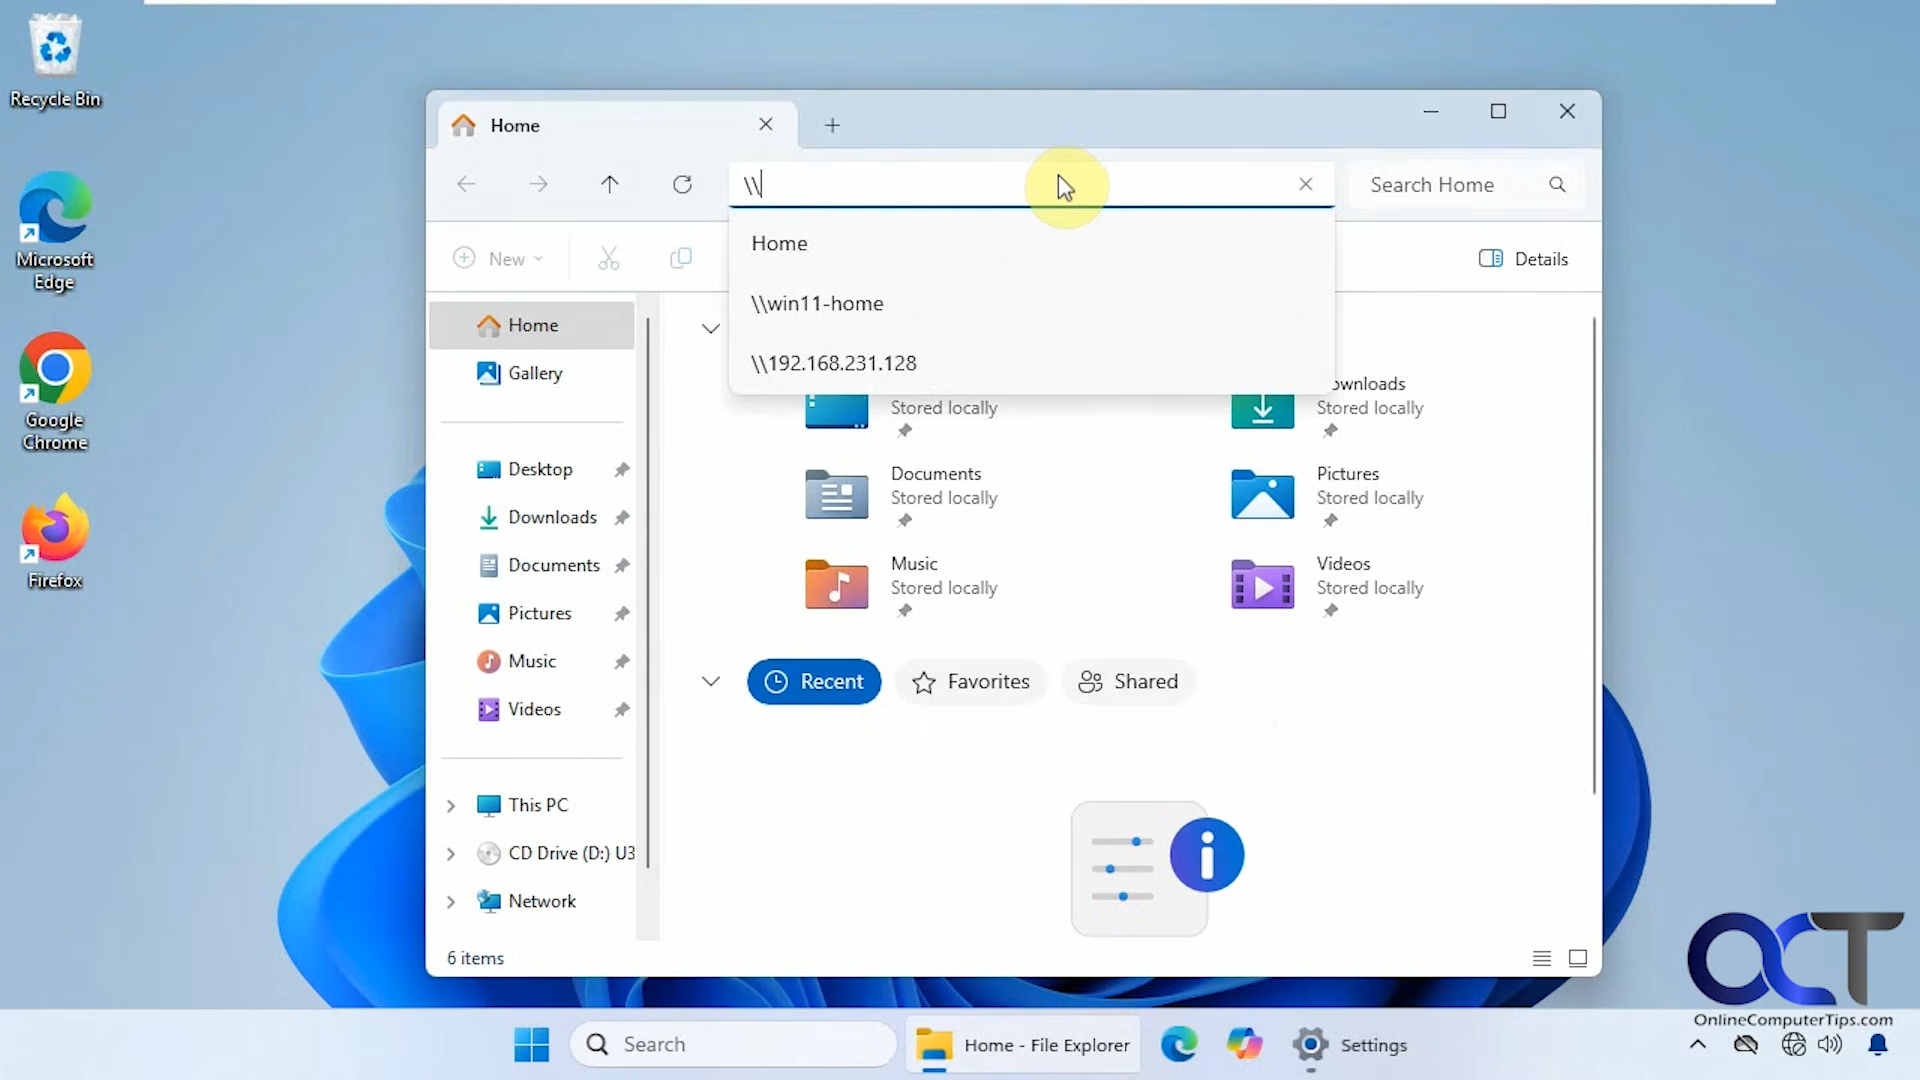 Recycle Bin
Microsoft
Edge
Google
Chrome
Firefox
Home
\\
Search Home
New
Details
Home
\\win11-home
\\192.168.231.128
Home
Gallery
Desktop
Downloads
Documents
Pictures
Music
Videos
This PC
CD Drive (D:) U3
Network
Stored locally
ownloads
Stored locally
Documents
Stored locally
Pictures
Stored locally
Music
Stored locally
Videos
Stored locally
Recent
Favorites
Shared
6 items
OCT
OnlineComputerTips.com
Search
Home - File Explorer
Settings